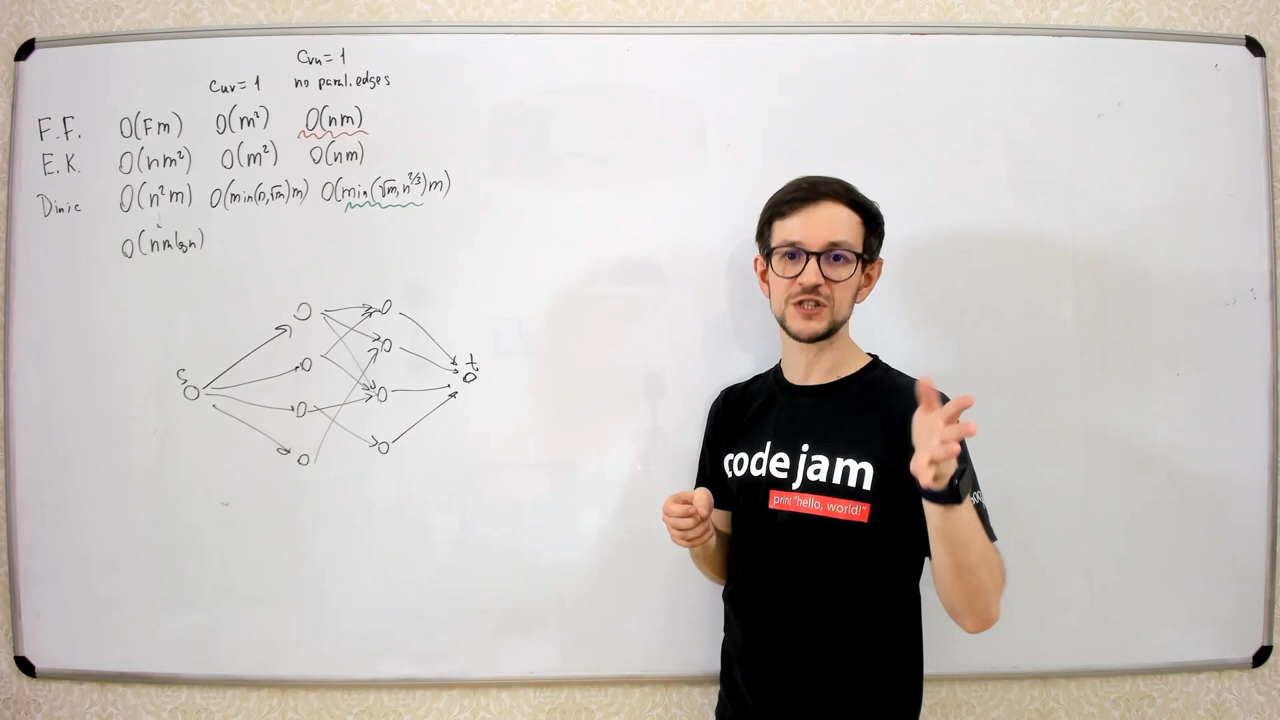 Cvu = 1
Cuv = 1 no paral. edges
F.F. O(Fm) O(m²) O(nm)
E.K. O(nm²) O(m²) O(nm)
Dinic O(n²m) O(min(n,√m)m) O(min(√m,n^2/3)m)
O(nm log n)
s
t
code jam
print "hello, world!"